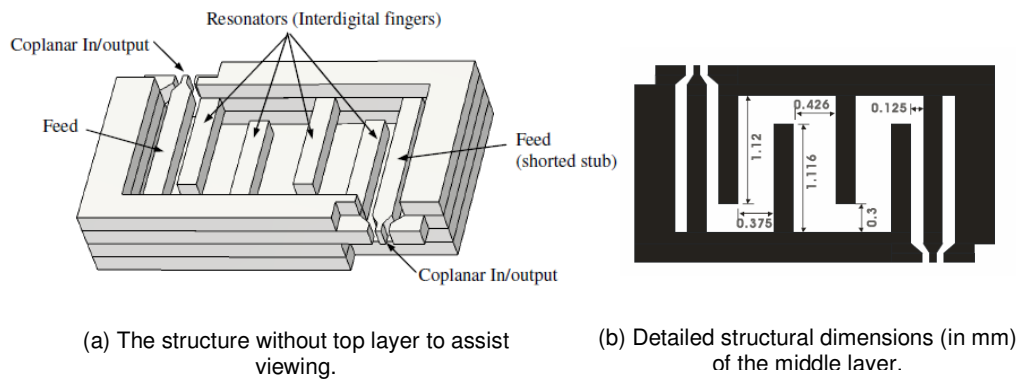 Resonators (Interdigital fingers)
Coplanar In/output
Feed
Feed
(shorted stub)
Coplanar In/output
0.426
0.125
1.12
1.116
0.375
0.3
(a) The structure without top layer to assist
viewing.
(b) Detailed structural dimensions (in mm)
of the middle layer.